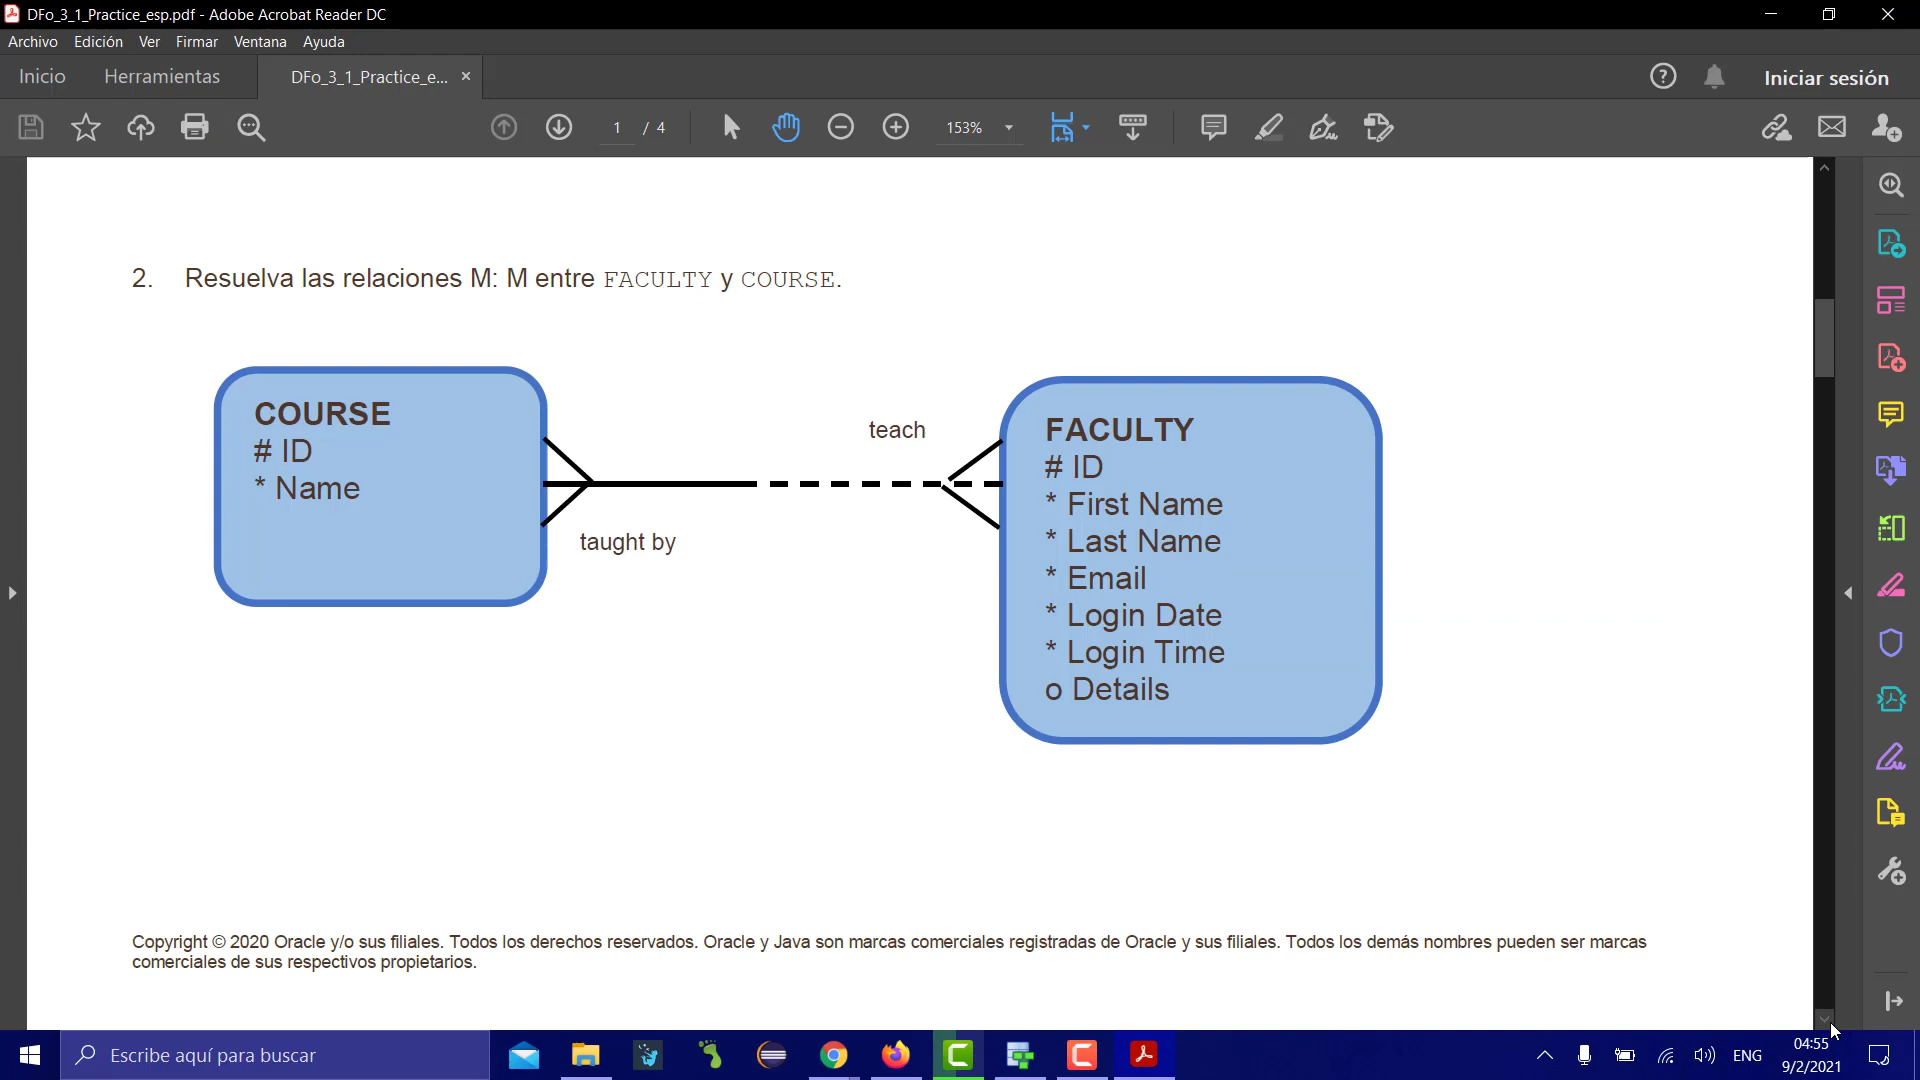 DFo_3_1_Practice_esp.pdf - Adobe Acrobat Reader DC
Archivo Edición Ver Firmar Ventana Ayuda
Inicio Herramientas DFo_3_1_Practice_e... × Iniciar sesión
1 / 4 153%
2. Resuelva las relaciones M: M entre FACULTY y COURSE.
COURSE
# ID
* Name
teach
taught by
FACULTY
# ID
* First Name
* Last Name
* Email
* Login Date
* Login Time
o Details
Copyright © 2020 Oracle y/o sus filiales. Todos los derechos reservados. Oracle y Java son marcas comerciales registradas de Oracle y sus filiales. Todos los demás nombres pueden ser marcas
comerciales de sus respectivos propietarios.
Escribe aquí para buscar
ENG
04:55
9/2/2021